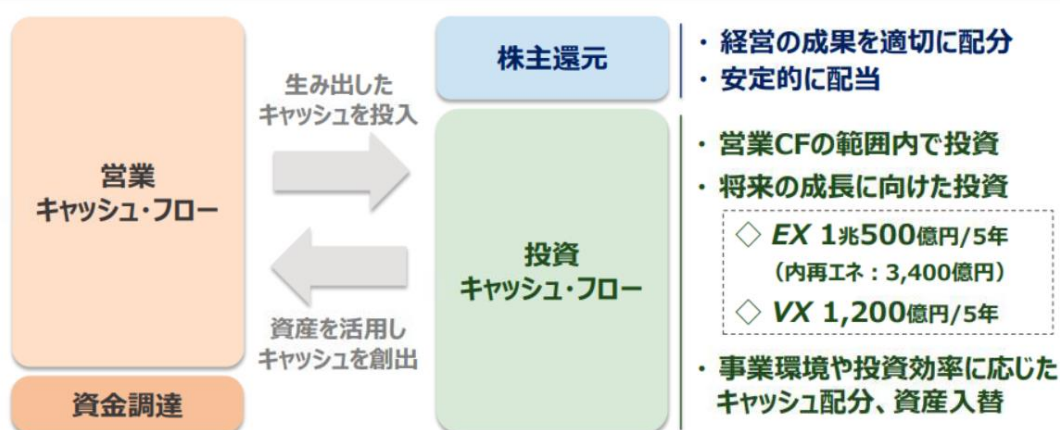 営業
キャッシュ・フロー
資金調達
生み出した
キャッシュを投入
資産を活用し
キャッシュを創出
株主還元
投資
キャッシュ・フロー
・経営の成果を適切に配分
・安定的に配当
・営業CFの範囲内で投資
・将来の成長に向けた投資
◇ EX 1兆500億円/5年
（内再エネ：3,400億円）
◇ VX 1,200億円/5年
・事業環境や投資効率に応じた
キャッシュ配分、資産入替